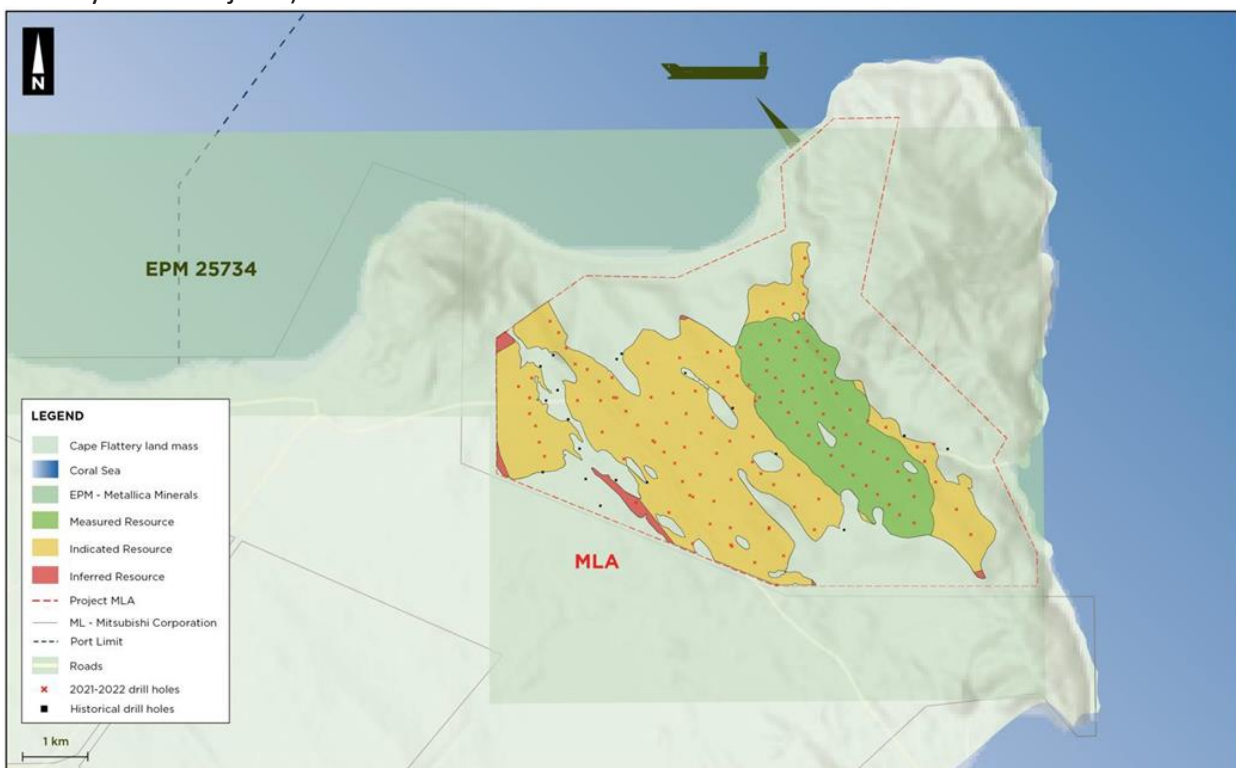 N
EPM 25734
MLA
LEGEND
Cape Flattery land mass
Coral Sea
EPM - Metallica Minerals
Measured Resource
Indicated Resource
Inferred Resource
Project MLA
ML - Mitsubishi Corporation
Port Limit
Roads
2021-2022 drill holes
Historical drill holes
1 km